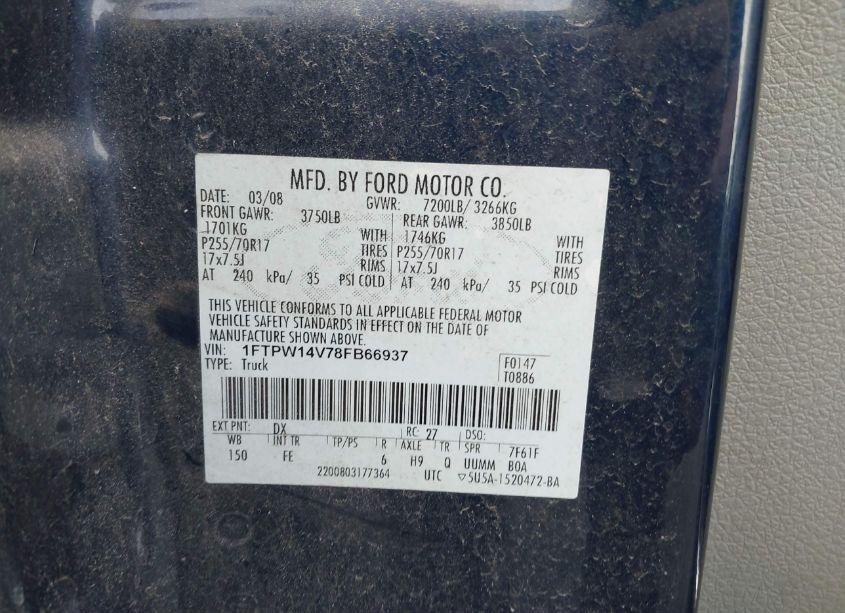 MFD. BY FORD MOTOR CO.
DATE: 03/08 GVWR: 7200LB/ 3266KG
FRONT GAWR: 3750LB REAR GAWR: 3850LB
1701KG WITH 1746KG WITH
P255/70R17 TIRES P255/70R17 TIRES
17x7.5J RIMS 17x7.5J RIMS
AT 240 kPa/ 35 PSI COLD AT 240 kPa/ 35 PSI COLD
THIS VEHICLE CONFORMS TO ALL APPLICABLE FEDERAL MOTOR
VEHICLE SAFETY STANDARDS IN EFFECT ON THE DATE OF
MANUFACTURE SHOWN ABOVE.
VIN: 1FTPW14V78FB66937 F0147
TYPE: Truck T0886
EXT PNT: DX RC: 27 DSO:
WB INT TR TP/PS R AXLE TR SPR 7F61F
150 FE 6 H9 Q UUMM BOA
2200803177364 UTC ▽5U5A-1520472-BA